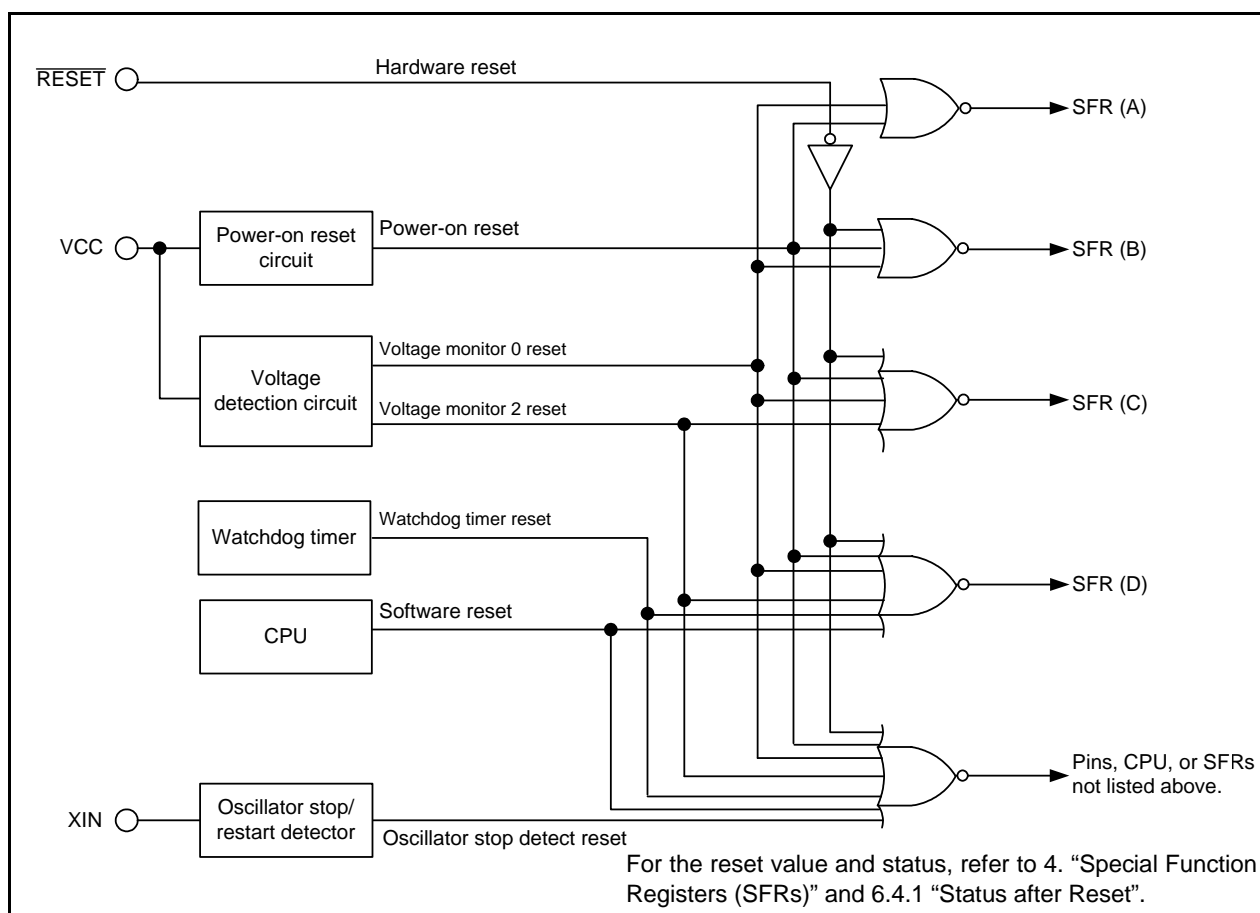 RESET
Hardware reset
SFR (A)
VCC
Power-on reset
circuit
Power-on reset
SFR (B)
Voltage
detection circuit
Voltage monitor 0 reset
Voltage monitor 2 reset
SFR (C)
Watchdog timer
Watchdog timer reset
SFR (D)
CPU
Software reset
Pins, CPU, or SFRs
not listed above.
XIN
Oscillator stop/
restart detector
Oscillator stop detect reset
For the reset value and status, refer to 4. “Special Function
Registers (SFRs)” and 6.4.1 “Status after Reset”.